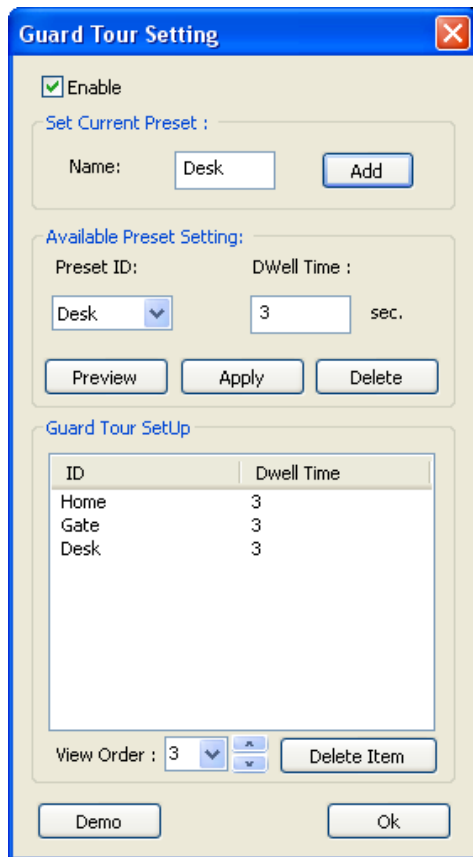 Guard Tour Setting
Enable
Set Current Preset :
Name: Desk Add
Available Preset Setting:
Preset ID: DWell Time :
Desk 3 sec.
Preview Apply Delete
Guard Tour SetUp
ID Dwell Time
Home 3
Gate 3
Desk 3
View Order : 3 Delete Item
Demo Ok